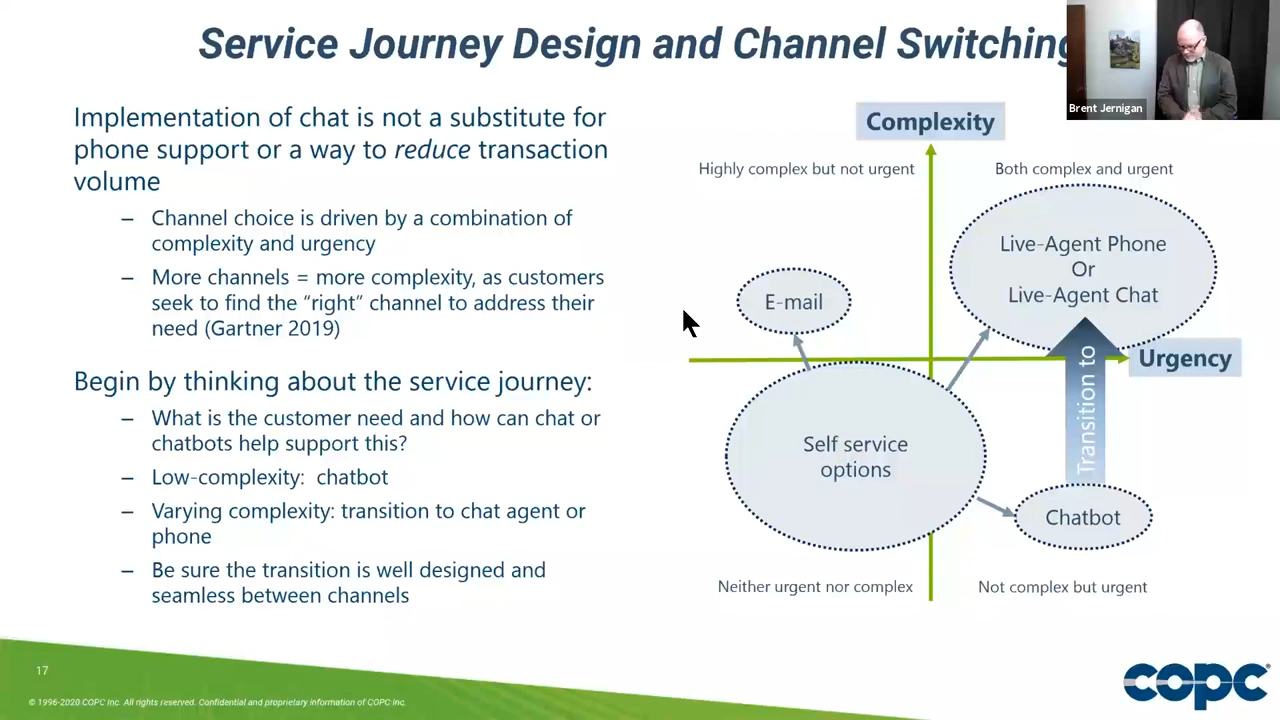 Service Journey Design and Channel Switching
Brent Jernigan
Implementation of chat is not a substitute for
phone support or a way to reduce transaction
volume
– Channel choice is driven by a combination of
complexity and urgency
– More channels = more complexity, as customers
seek to find the “right” channel to address their
need (Gartner 2019)
Begin by thinking about the service journey:
– What is the customer need and how can chat or
chatbots help support this?
– Low-complexity: chatbot
– Varying complexity: transition to chat agent or
phone
– Be sure the transition is well designed and
seamless between channels
Complexity
Highly complex but not urgent
Both complex and urgent
Live-Agent Phone
Or
Live-Agent Chat
E-mail
Urgency
Transition to
Self service
options
Chatbot
Neither urgent nor complex
Not complex but urgent
17
© 1996-2020 COPC Inc. All rights reserved. Confidential and proprietary information of COPC Inc.
copc®